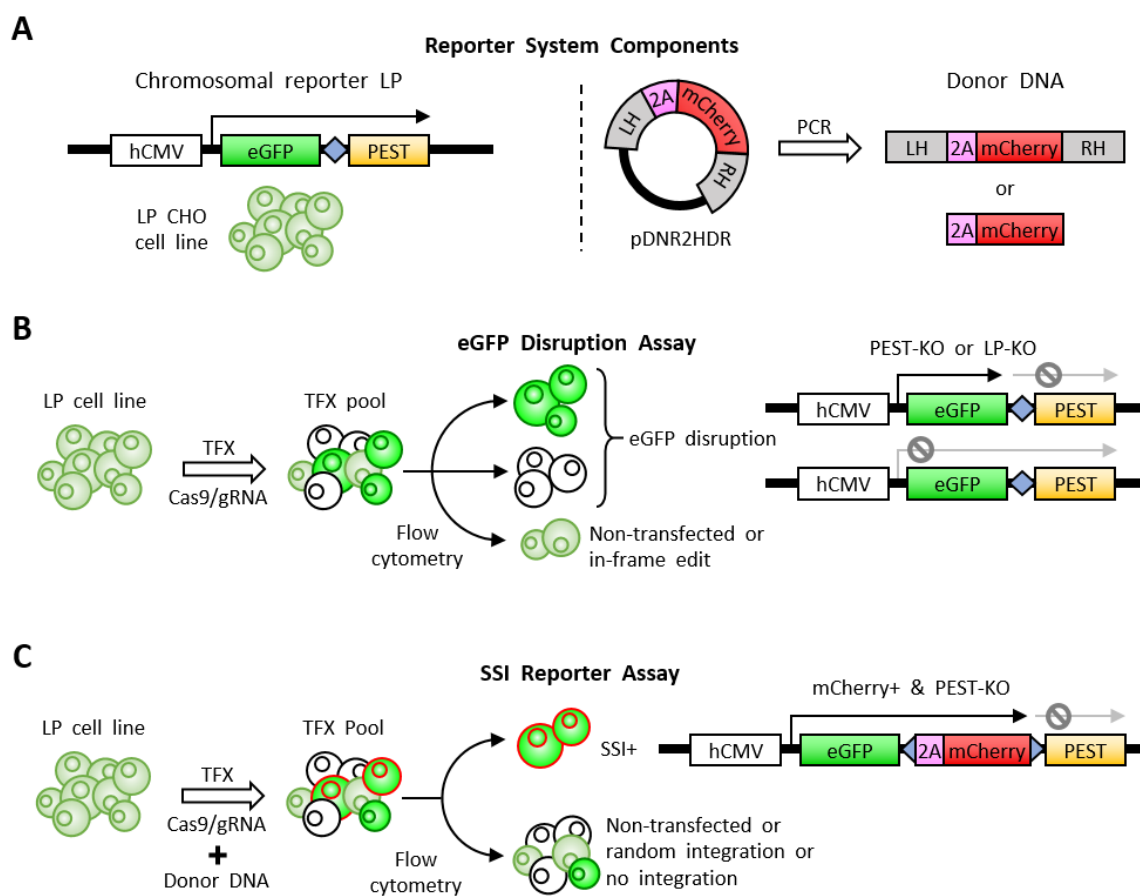 A
Reporter System Components
Chromosomal reporter LP
hCMV
eGFP
PEST
LP CHO
cell line
LH
2A
mCherry
RH
pDNR2HDR
PCR
Donor DNA
LH
2A
mCherry
RH
or
2A
mCherry
B
eGFP Disruption Assay
LP cell line
TFX
Cas9/gRNA
TFX pool
Flow
cytometry
eGFP disruption
Non-transfected or
in-frame edit
PEST-KO or LP-KO
hCMV
eGFP
PEST
hCMV
eGFP
PEST
C
SSI Reporter Assay
LP cell line
TFX
Cas9/gRNA
+
Donor DNA
TFX Pool
Flow
cytometry
SSI+
Non-transfected or
random integration or
no integration
mCherry+ & PEST-KO
hCMV
eGFP
2A
mCherry
PEST